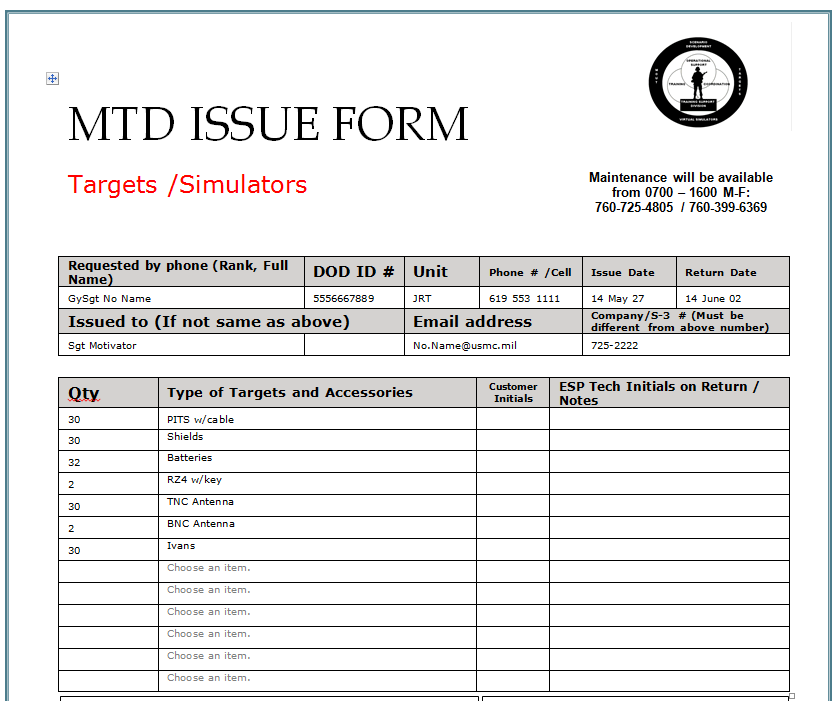 SCENARIO
DEVELOPMENT
OPERATIONAL
SUPPORT
MOUT
TARGETS
TRAINING
COORDINATION
TRAINING SUPPORT
DIVISION
VIRTUAL SIMULATORS
MTD ISSUE FORM
Targets /Simulators
Maintenance will be available
from 0700 – 1600 M-F:
760-725-4805 / 760-399-6369
Requested by phone (Rank, Full
Name)
DOD ID #
Unit
Phone # /Cell
Issue Date
Return Date
GySgt No Name
5556667889
JRT
619 553 1111
14 May 27
14 June 02
Issued to (If not same as above)
Email address
Company/S-3 # (Must be
different from above number)
Sgt Motivator
No.Name@usmc.mil
725-2222
Qty
Type of Targets and Accessories
Customer
Initials
ESP Tech Initials on Return /
Notes
30
PITS w/cable
30
Shields
32
Batteries
2
RZ4 w/key
30
TNC Antenna
2
BNC Antenna
30
Ivans
Choose an item.
Choose an item.
Choose an item.
Choose an item.
Choose an item.
Choose an item.